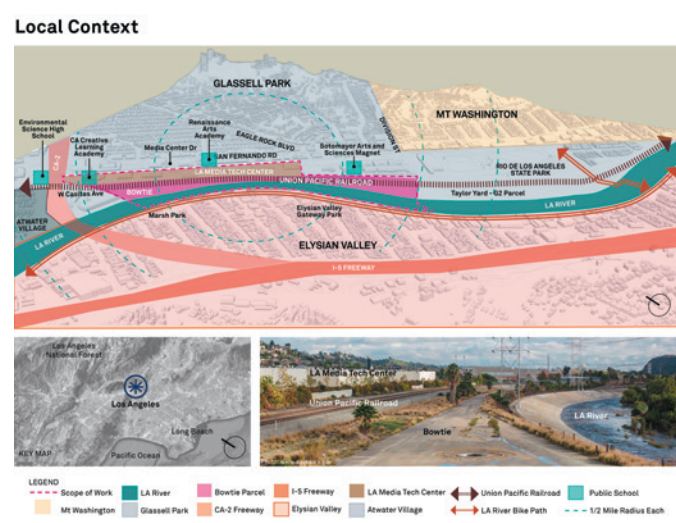 Local Context
GLASSELL PARK
MT WASHINGTON
Environmental
Science High
School
CA-2
CA Creative
Learning
Academy
Media Center Dr
Renaissance
Arts
Academy
EAGLE ROCK BLVD
SAN FERNANDO RD
DIVISION ST
Sotomayor Arts and
Sciences Magnet
LA MEDIA TECH CENTER
UNION PACIFIC RAILROAD
RIO DE LOS ANGELES
STATE PARK
W Casitas Ave
BOWTIE
Taylor Yard - G2 Parcel
ATWATER
VILLAGE
Marsh Park
Elysian Valley
Gateway Park
LA RIVER
LA RIVER
ELYSIAN VALLEY
I-5 FREEWAY
Los Angeles
National Forest
Los Angeles
Long Beach
KEY MAP
Pacific Ocean
LA Media Tech Center
Union Pacific Railroad
LA River
Bowtie
LEGEND
Scope of Work
LA River
Bowtie Parcel
I-5 Freeway
LA Media Tech Center
Union Pacific Railroad
Public School
Mt Washington
Glassell Park
CA-2 Freeway
Elysian Valley
Atwater Village
LA River Bike Path
1/2 Mile Radius Each